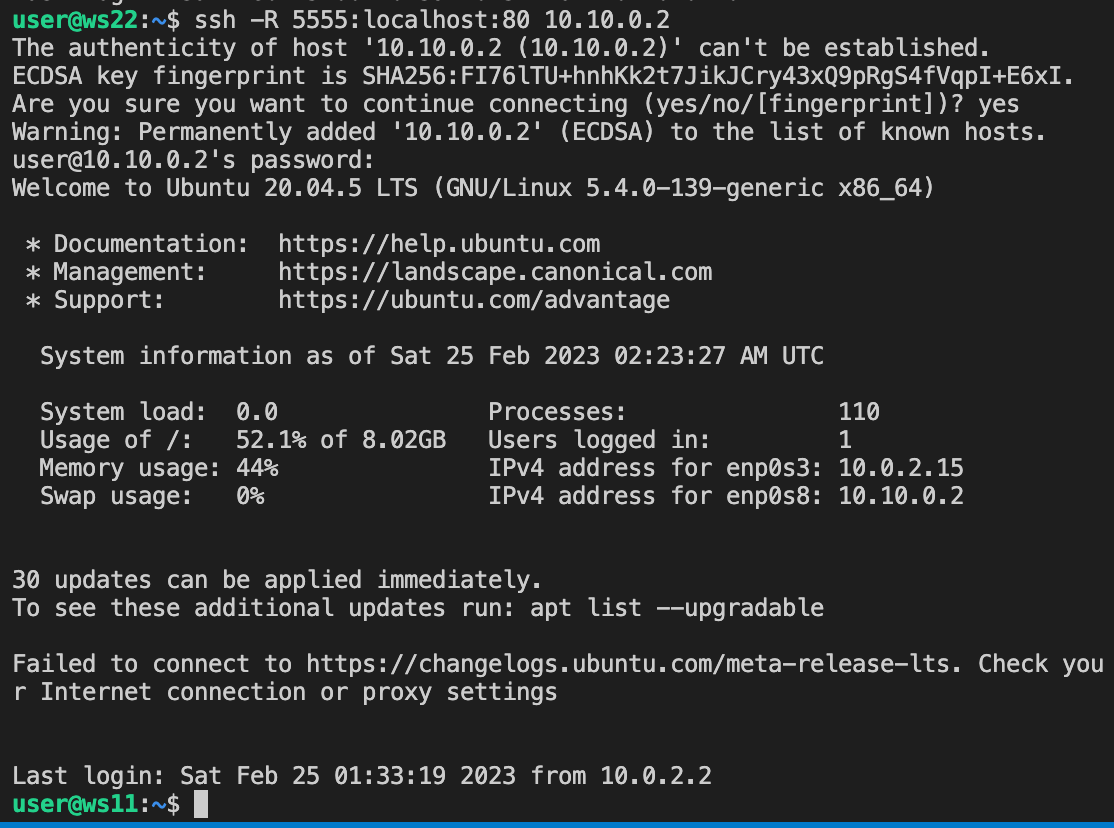 user@ws22:~$ ssh -R 5555:localhost:80 10.10.0.2
The authenticity of host '10.10.0.2 (10.10.0.2)' can't be established.
ECDSA key fingerprint is SHA256:FI76lTU+hnhKk2t7JikJCry43xQ9pRgS4fVqpI+E6xI.
Are you sure you want to continue connecting (yes/no/[fingerprint])? yes
Warning: Permanently added '10.10.0.2' (ECDSA) to the list of known hosts.
user@10.10.0.2's password:
Welcome to Ubuntu 20.04.5 LTS (GNU/Linux 5.4.0-139-generic x86_64)

 * Documentation:  https://help.ubuntu.com
 * Management:     https://landscape.canonical.com
 * Support:        https://ubuntu.com/advantage

  System information as of Sat 25 Feb 2023 02:23:27 AM UTC

  System load:  0.0               Processes:               110
  Usage of /:   52.1% of 8.02GB   Users logged in:         1
  Memory usage: 44%               IPv4 address for enp0s3: 10.0.2.15
  Swap usage:   0%                IPv4 address for enp0s8: 10.10.0.2


30 updates can be applied immediately.
To see these additional updates run: apt list --upgradable

Failed to connect to https://changelogs.ubuntu.com/meta-release-lts. Check you
r Internet connection or proxy settings


Last login: Sat Feb 25 01:33:19 2023 from 10.0.2.2
user@ws11:~$